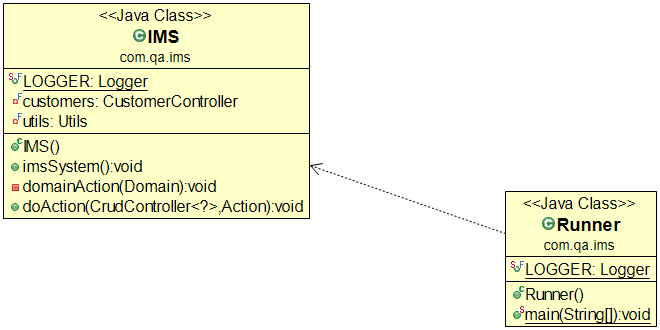 <<Java Class>>
IMS
com.qa.ims
LOGGER: Logger
customers: CustomerController
utils: Utils
IMS()
imsSystem():void
domainAction(Domain):void
doAction(CrudController<?>,Action):void
<<Java Class>>
Runner
com.qa.ims
LOGGER: Logger
Runner()
main(String[]):void